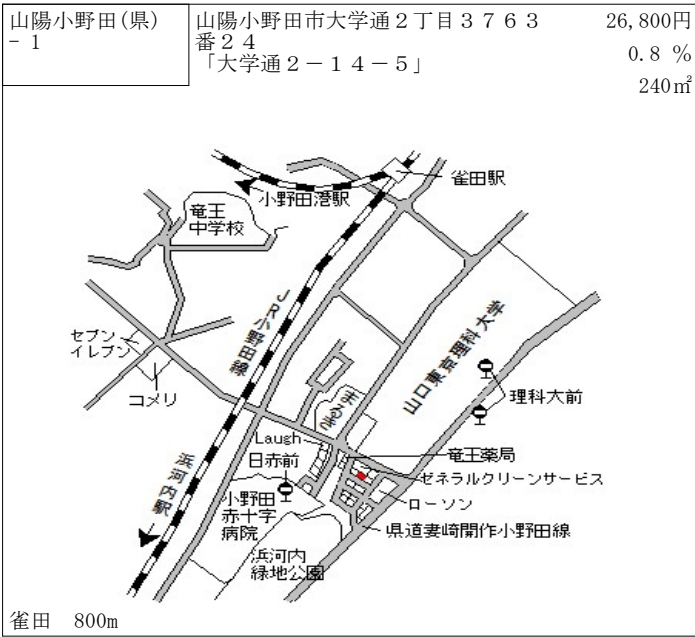 山陽小野田(県)
－1
山陽小野田市大学通２丁目３７６３
番２４
「大学通２－１４－５」
26,800円
0.8 %
240㎡
雀田駅
小野田港駅
竜王
中学校
JR小野田線
山口東京理科大学
セブン
イレブン
コメリ
理科大前
まるき
Laugh
日赤前
竜王薬局
ゼネラルクリーンサービス
ローソン
浜河内駅
小野田
赤十字
病院
県道妻崎開作小野田線
浜河内
緑地公園
雀田　800m